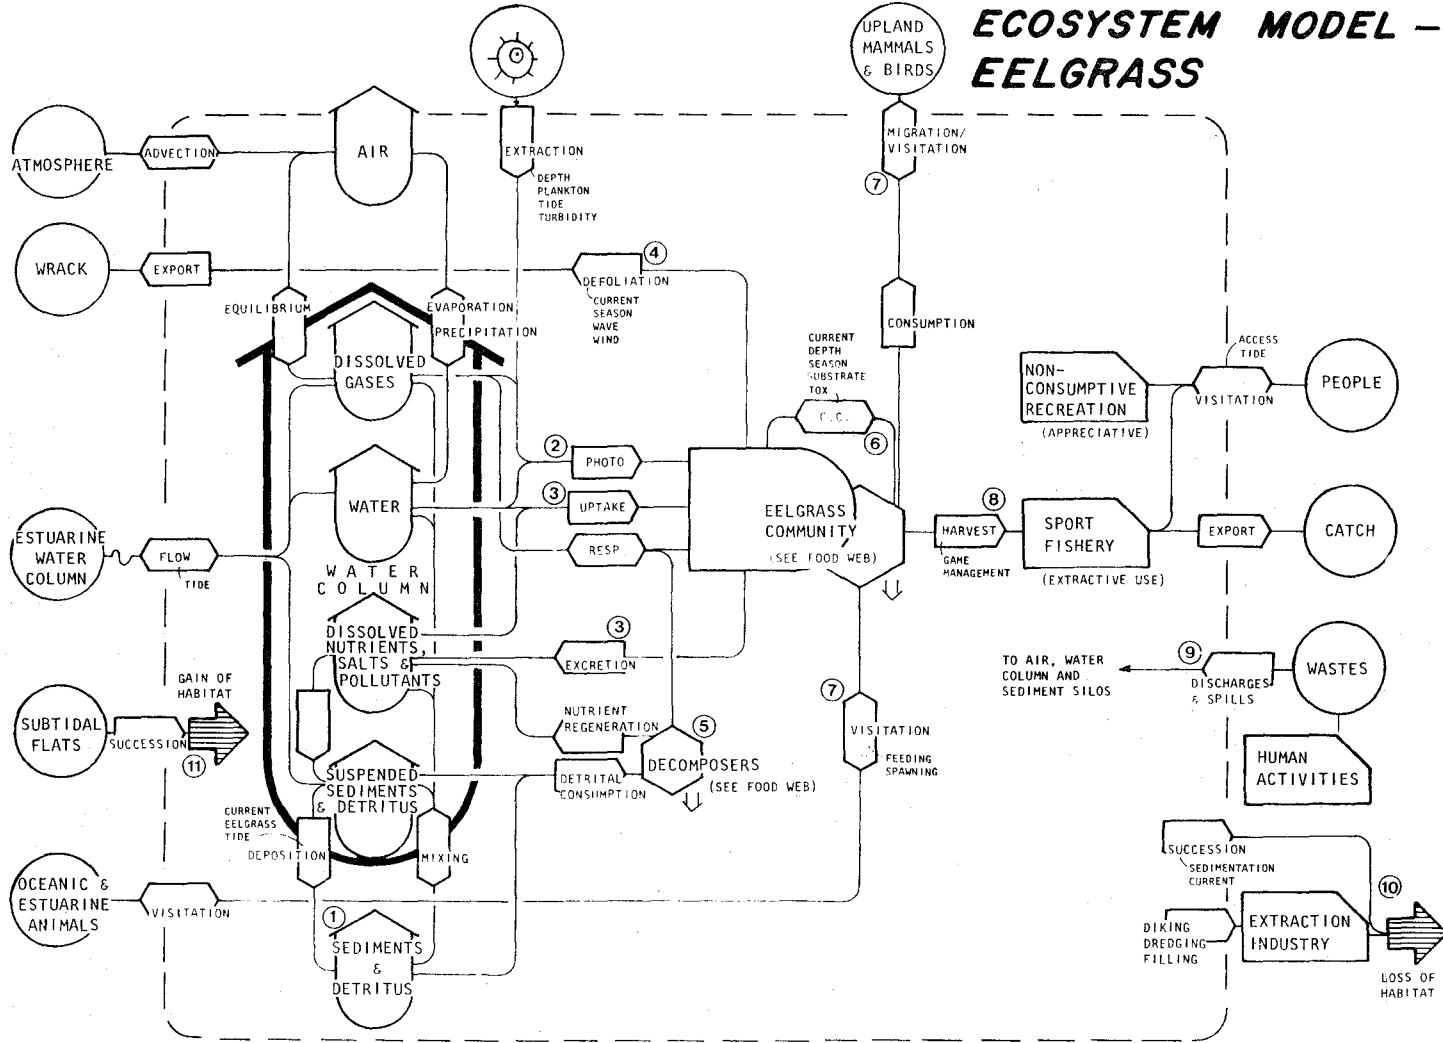 ECOSYSTEM MODEL –
EELGRASS
UPLAND
MAMMALS
& BIRDS
ATMOSPHERE
ADVECTION
AIR
EXTRACTION
DEPTH
PLANKTON
TIDE
TURBIDITY
MIGRATION/
VISITATION
7
WRACK
EXPORT
4
DEFOLIATION
CURRENT
SEASON
WAVE
WIND
EQUILIBRIUM
EVAPORATION
PRECIPITATION
CONSUMPTION
DISSOLVED
GASES
CURRENT
DEPTH
SEASON
SUBSTRATE
TOX
C.C.
6
NON-
CONSUMPTIVE
RECREATION
(APPRECIATIVE)
ACCESS
TIDE
VISITATION
PEOPLE
2
PHOTO
3
UPTAKE
RESP.
WATER
EELGRASS
COMMUNITY
(SEE FOOD WEB)
8
HARVEST
GAME
MANAGEMENT
SPORT
FISHERY
(EXTRACTIVE USE)
EXPORT
CATCH
ESTUARINE
WATER
COLUMN
FLOW
TIDE
WATER
COLUMN
DISSOLVED
NUTRIENTS,
SALTS &
POLLUTANTS
3
EXCRETION
TO AIR, WATER
COLUMN AND
SEDIMENT SILOS
9
DISCHARGES
& SPILLS
WASTES
GAIN OF
HABITAT
SUBTIDAL
FLATS
SUCCESSION
11
NUTRIENT
REGENERATION
5
DECOMPOSERS
(SEE FOOD WEB)
DETRITAL
CONSUMPTION
7
VISITATION
FEEDING
SPAWNING
HUMAN
ACTIVITIES
SUSPENDED
SEDIMENTS
& DETRITUS
CURRENT
EELGRASS
TIDE
DEPOSITION
MIXING
SUCCESSION
SEDIMENTATION
CURRENT
OCEANIC &
ESTUARINE
ANIMALS
VISITATION
1
SEDIMENTS
&
DETRITUS
DIKING
DREDGING
FILLING
EXTRACTION
INDUSTRY
10
LOSS OF
HABITAT